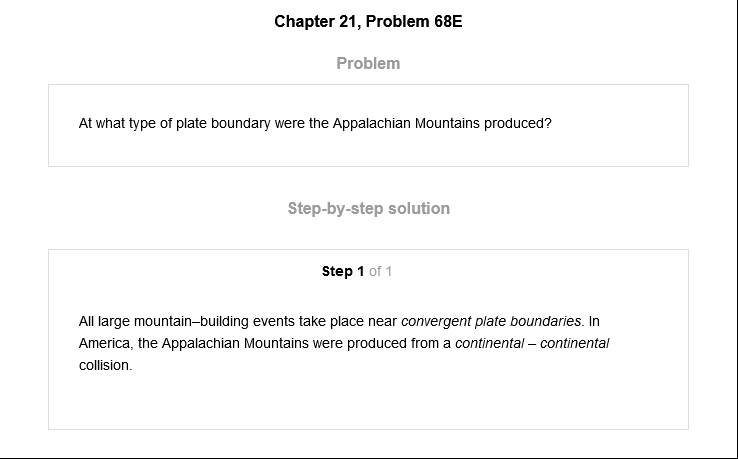 Chapter 21, Problem 68E
Problem
At what type of plate boundary were the Appalachian Mountains produced?
Step-by-step solution
Step 1 of 1
All large mountain–building events take place near convergent plate boundaries. In
America, the Appalachian Mountains were produced from a continental – continental
collision.